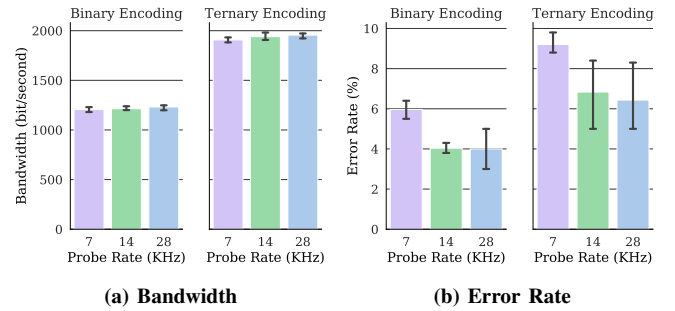 Binary Encoding
Ternary Encoding
Bandwidth (bit/second)
2000
1500
1000
500
0
7 14 28
Probe Rate (KHz)
7 14 28
Probe Rate (KHz)
(a) Bandwidth
Binary Encoding
Ternary Encoding
Error Rate (%)
10
8
6
4
2
0
7 14 28
Probe Rate (KHz)
7 14 28
Probe Rate (KHz)
(b) Error Rate